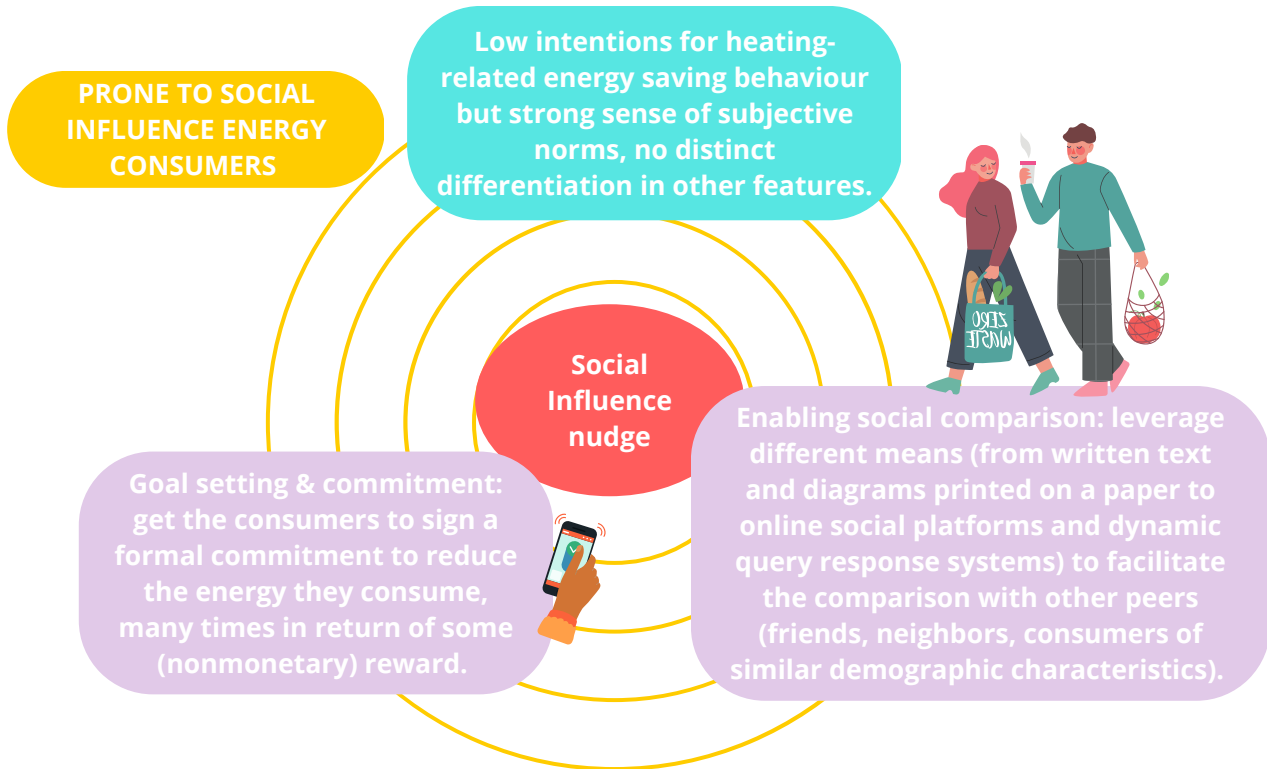 PRONE TO SOCIAL
INFLUENCE ENERGY
CONSUMERS
Low intentions for heating-
related energy saving behaviour
but strong sense of subjective
norms, no distinct
differentiation in other features.
ZERO
WASTE
Social
Influence
nudge
Enabling social comparison: leverage
different means (from written text
and diagrams printed on a paper to
online social platforms and dynamic
query response systems) to facilitate
the comparison with other peers
(friends, neighbors, consumers of
similar demographic characteristics).
Goal setting & commitment:
get the consumers to sign a
formal commitment to reduce
the energy they consume,
many times in return of some
(nonmonetary) reward.